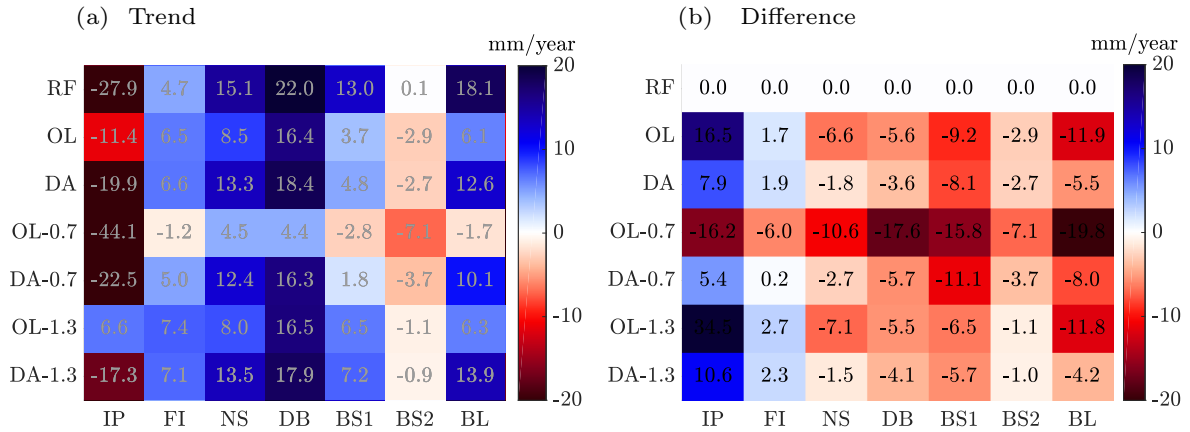 (a) Trend
mm/year
RF -27.9 4.7 15.1 22.0 13.0 0.1 18.1
OL -11.4 6.5 8.5 16.4 3.7 -2.9 6.1
DA -19.9 6.6 13.3 18.4 4.8 -2.7 12.6
OL-0.7 -44.1 -1.2 4.5 4.4 -2.8 -7.1 -1.7
DA-0.7 -22.5 5.0 12.4 16.3 1.8 -3.7 10.1
OL-1.3 6.6 7.4 8.0 16.5 6.5 -1.1 6.3
DA-1.3 -17.3 7.1 13.5 17.9 7.2 -0.9 13.9
IP FI NS DB BS1 BS2 BL
20
10
0
-10
-20
(b) Difference
mm/year
RF 0.0 0.0 0.0 0.0 0.0 0.0 0.0
OL 16.5 1.7 -6.6 -5.6 -9.2 -2.9 -11.9
DA 7.9 1.9 -1.8 -3.6 -8.1 -2.7 -5.5
OL-0.7 -16.2 -6.0 -10.6 -17.6 -15.8 -7.1 -19.8
DA-0.7 5.4 0.2 -2.7 -5.7 -11.1 -3.7 -8.0
OL-1.3 34.5 2.7 -7.1 -5.5 -6.5 -1.1 -11.8
DA-1.3 10.6 2.3 -1.5 -4.1 -5.7 -1.0 -4.2
IP FI NS DB BS1 BS2 BL
20
10
0
-10
-20